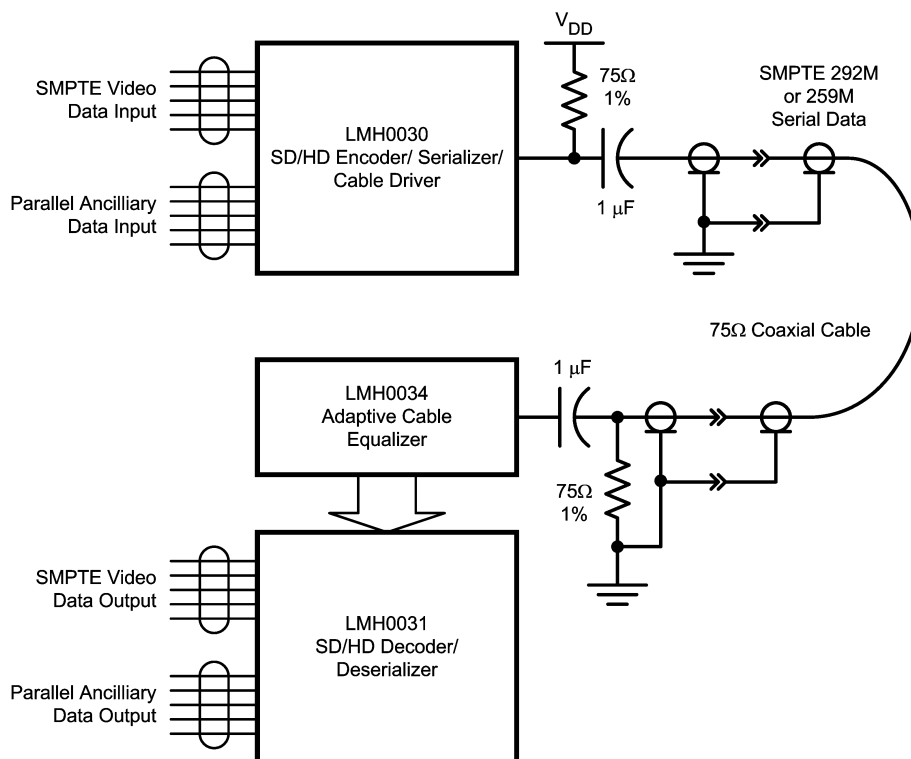 SMPTE Video
Data Input
Parallel Ancilliary
Data Input
LMH0030
SD/HD Encoder/ Serializer/
Cable Driver
VDD
75Ω
1%
1 μF
SMPTE 292M
or 259M
Serial Data
75Ω Coaxial Cable
LMH0034
Adaptive Cable
Equalizer
1 μF
75Ω
1%
SMPTE Video
Data Output
Parallel Ancilliary
Data Output
LMH0031
SD/HD Decoder/
Deserializer